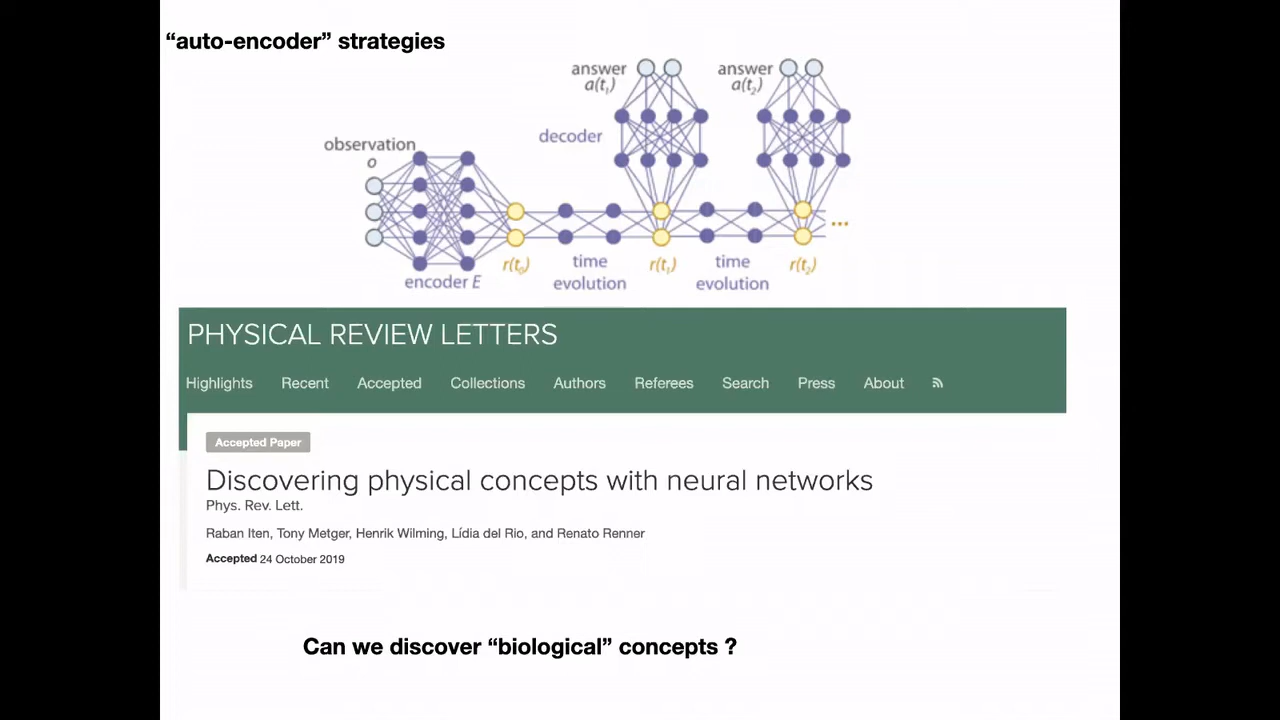 “auto-encoder” strategies
answer
a(t₁)
answer
a(t₂)
decoder
observation
o
encoder E
r(t₀)
time
evolution
r(t₁)
time
evolution
r(t₂)
...
PHYSICAL REVIEW LETTERS
Highlights Recent Accepted Collections Authors Referees Search Press About
Accepted Paper
Discovering physical concepts with neural networks
Phys. Rev. Lett.
Raban Iten, Tony Metger, Henrik Wilming, Lídia del Rio, and Renato Renner
Accepted 24 October 2019
Can we discover “biological” concepts ?